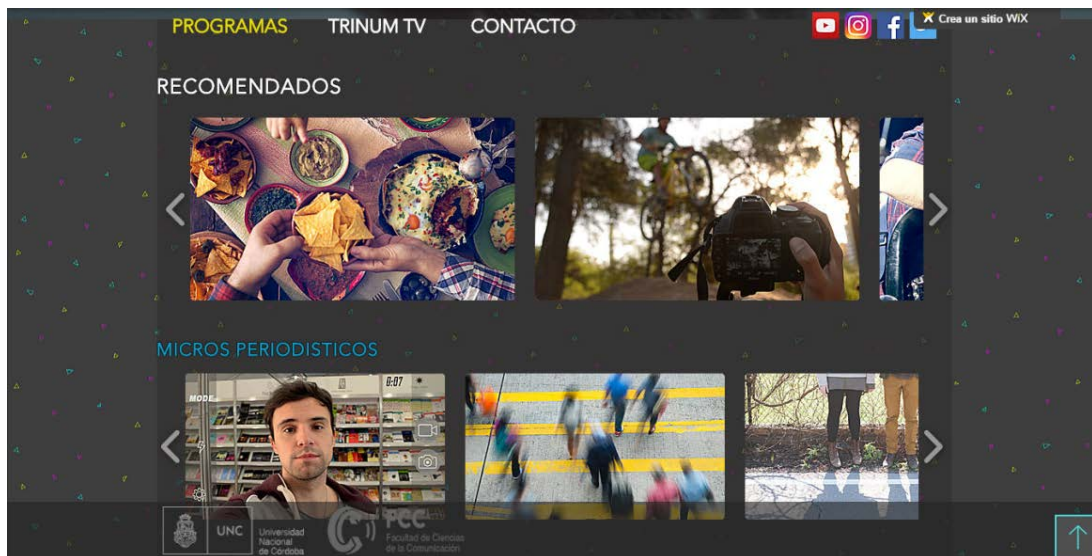 PROGRAMAS TRINUM TV CONTACTO
Crea un sitio WiX
RECOMENDADOS
MICROS PERIODISTICOS
MODE
0:07
UNC
Universidad
Nacional
de Córdoba
FCC
Facultad de Ciencias
de la Comunicación